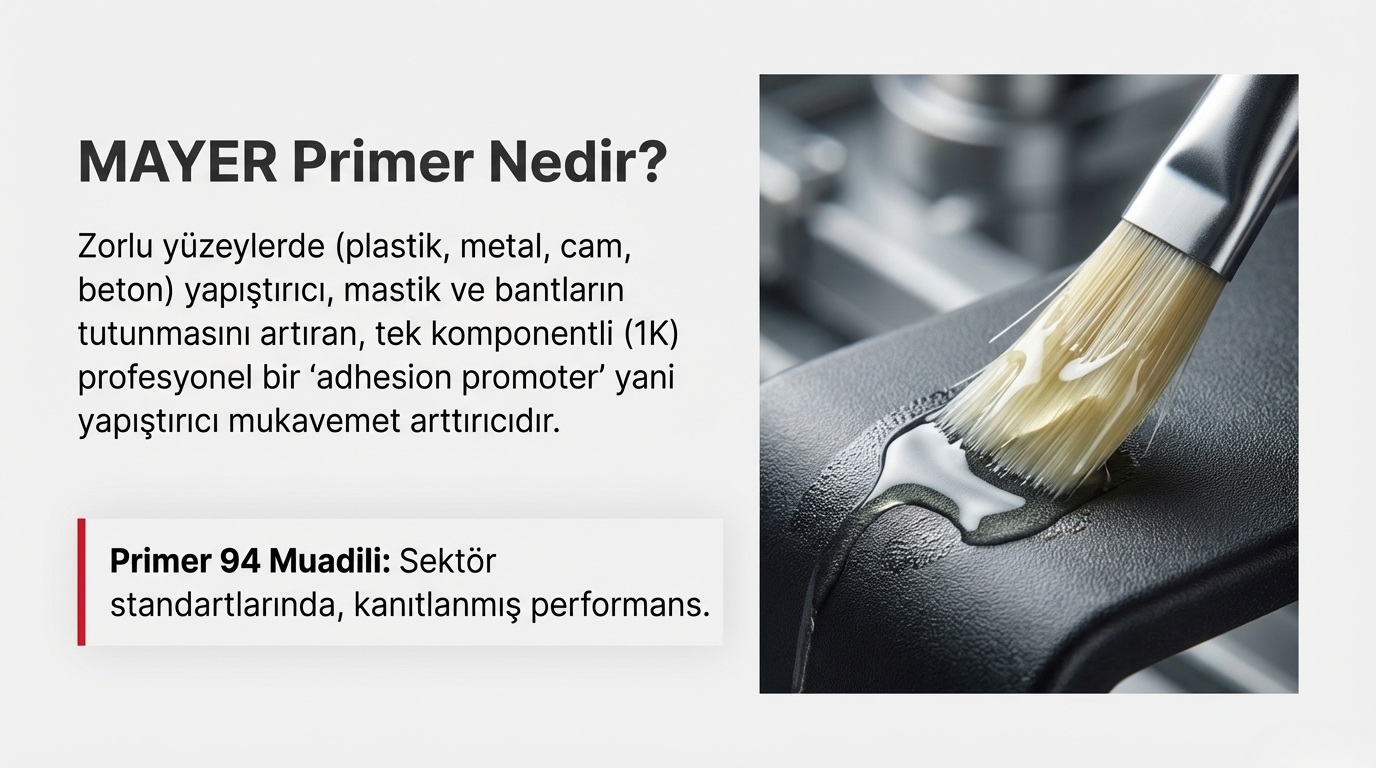 MAYER Primer Nedir?
Zorlu yüzeylerde (plastik, metal, cam,
beton) yapıştırıcı, mastik ve bantların
tutunmasını artıran, tek komponentli (1K)
profesyonel bir ‘adhesion promoter’ yani
yapıştırıcı mukavemet arttırıcıdır.
Primer 94 Muadili: Sektör
standartlarında, kanıtlanmış performans.